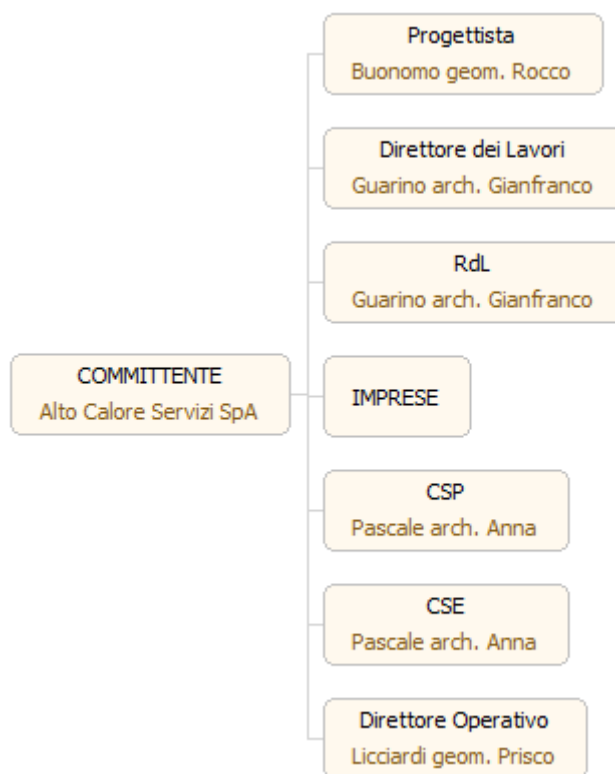 Progettista
Buonomo geom. Rocco
Direttore dei Lavori
Guarino arch. Gianfranco
RdL
Guarino arch. Gianfranco
COMMITTENTE
Alto Calore Servizi SpA
IMPRESE
CSP
Pascale arch. Anna
CSE
Pascale arch. Anna
Direttore Operativo
Licciardi geom. Prisco